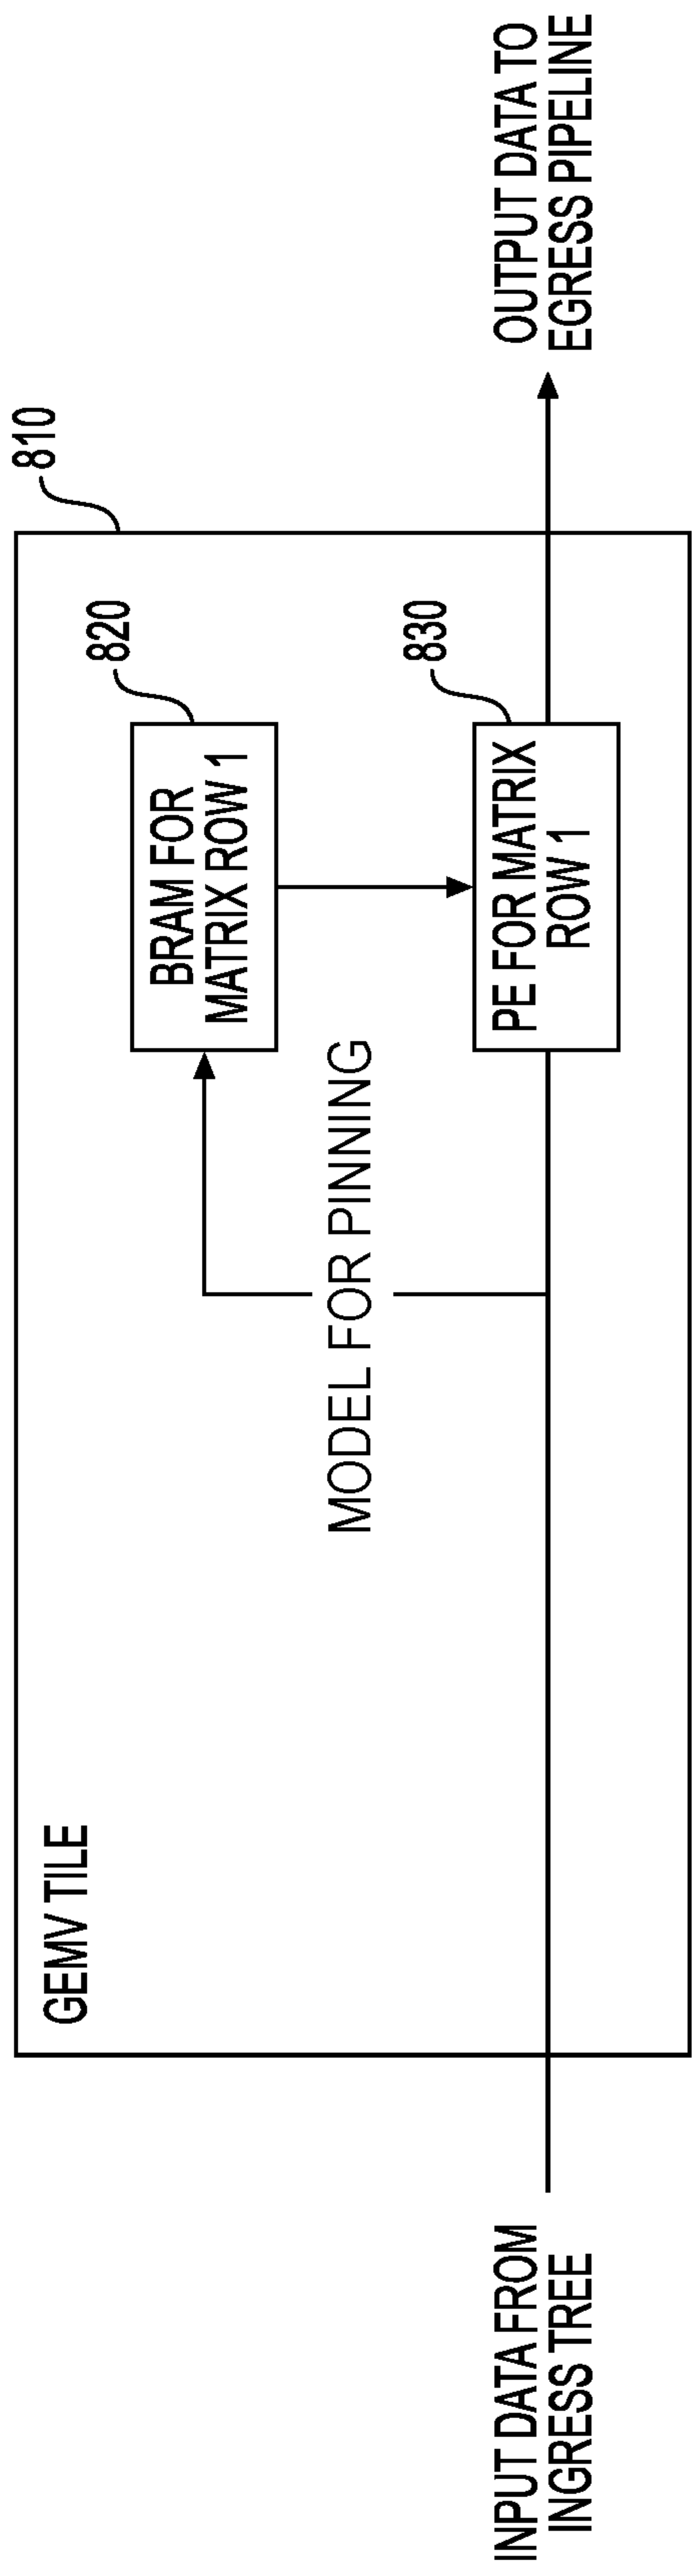 GEMV TILE
810
BRAM FOR
MATRIX ROW 1
820
MODEL FOR PINNING
PE FOR MATRIX
ROW 1
830
INPUT DATA FROM
INGRESS TREE
OUTPUT DATA TO
EGRESS PIPELINE